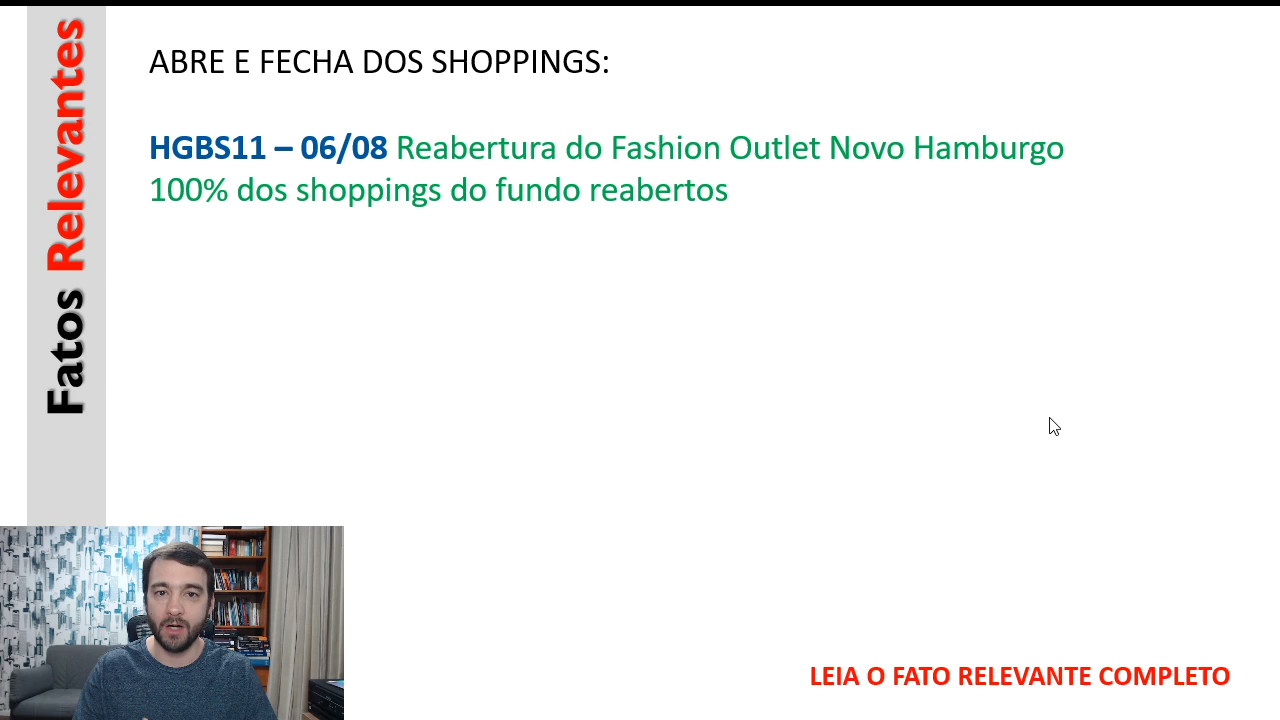 Fatos Relevantes
ABRE E FECHA DOS SHOPPINGS:
HGBS11 – 06/08 Reabertura do Fashion Outlet Novo Hamburgo
100% dos shoppings do fundo reabertos
LEIA O FATO RELEVANTE COMPLETO